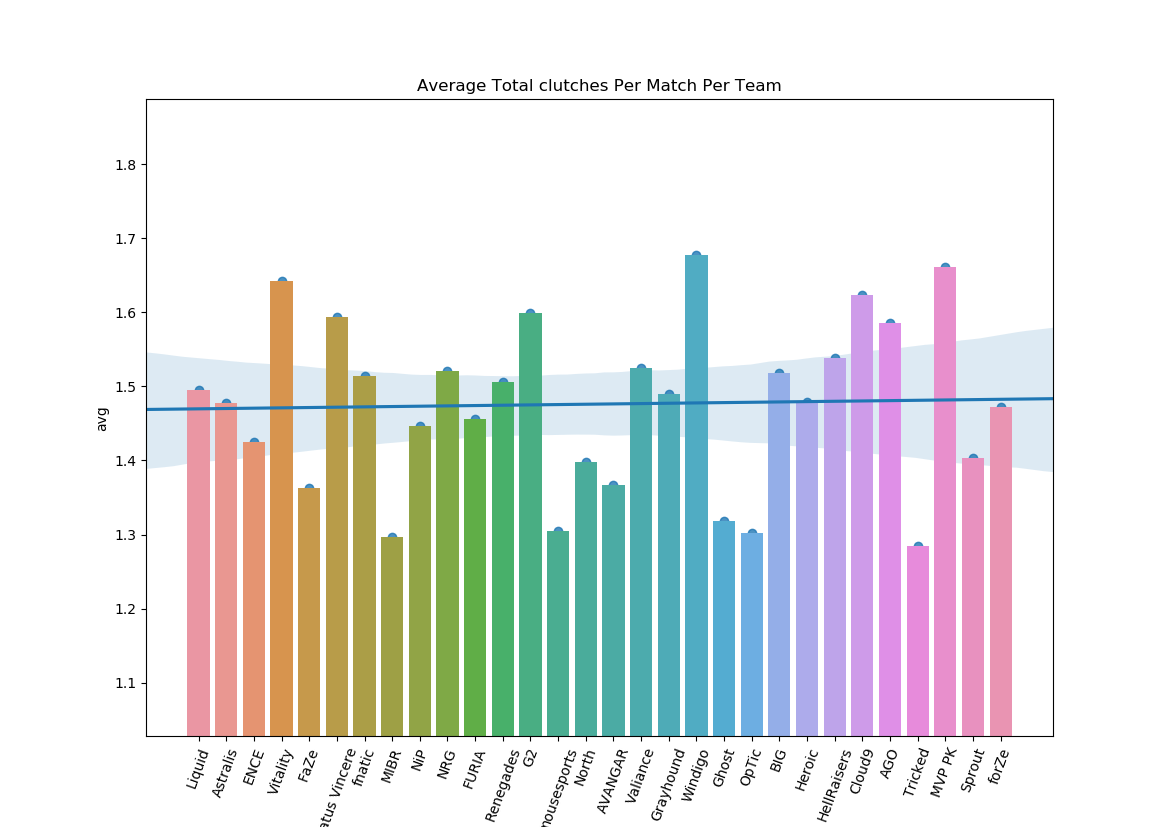 Average Total clutches Per Match Per Team
avg
1.8
1.7
1.6
1.5
1.4
1.3
1.2
1.1
Liquid
Astralis
ENCE
Vitality
FaZe
atus Vincere
fnatic
MIBR
NiP
NRG
FURIA
Renegades
G2
mousesports
North
AVANGAR
Valiance
Grayhound
Windigo
Ghost
OpTic
BIG
Heroic
HellRaisers
Cloud9
AGO
Tricked
MVP PK
Sprout
forZe